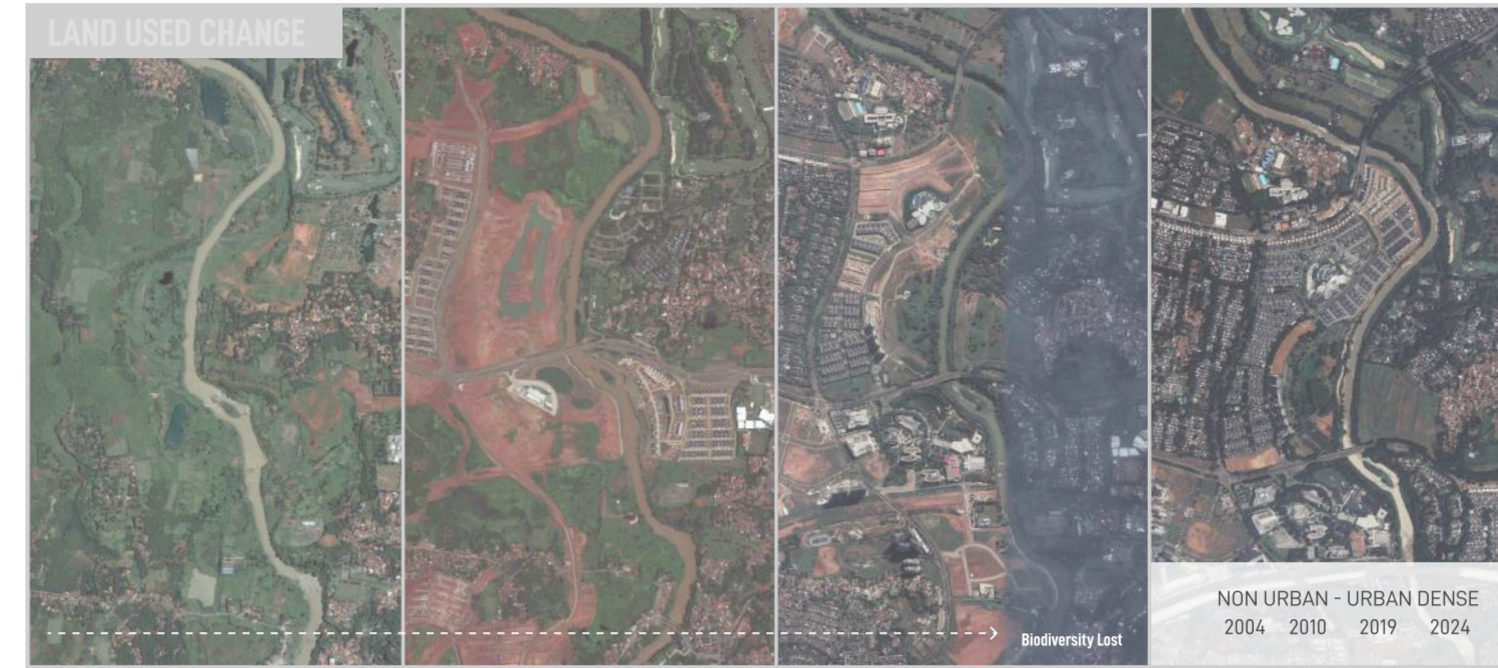 LAND USED CHANGE
Biodiversity Lost
NON URBAN - URBAN DENSE
2004 2010 2019 2024